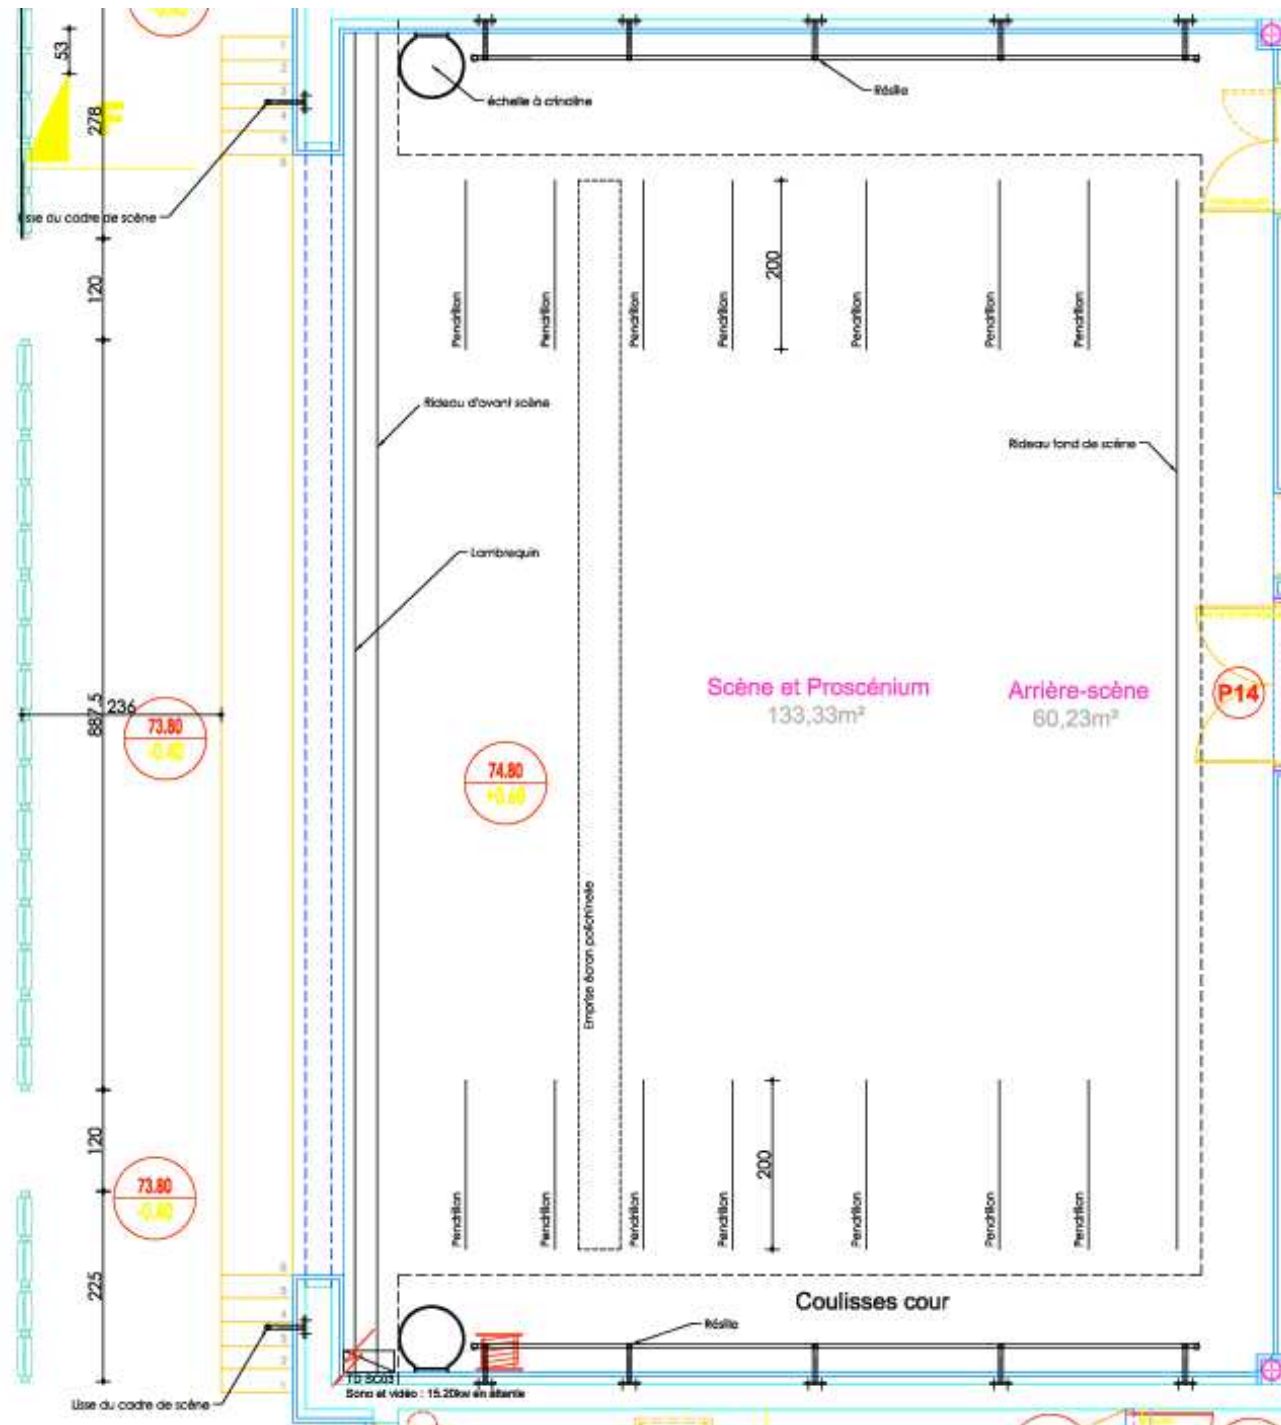 53
échelle à crinoline
Résille
278
F
sse du cadre de scène
120
200
Pendrillon
Pendrillon
Pendrillon
Pendrillon
Pendrillon
Pendrillon
Pendrillon
Rideau d'avant scène
Rideau fond de scène
Lambrequin
Scène et Proscénium
133,33m²
Arrière-scène
60,23m²
P14
887.5
236
73.80
-0.40
74.80
+0.60
Emprise écran polichinelle
120
200
73.80
-0.40
Pendrillon
Pendrillon
Pendrillon
Pendrillon
Pendrillon
Pendrillon
Pendrillon
225
Coulisses cour
Résille
TD SC03
Sono et vidéo : 15.20kw en attente
Lisse du cadre de scène